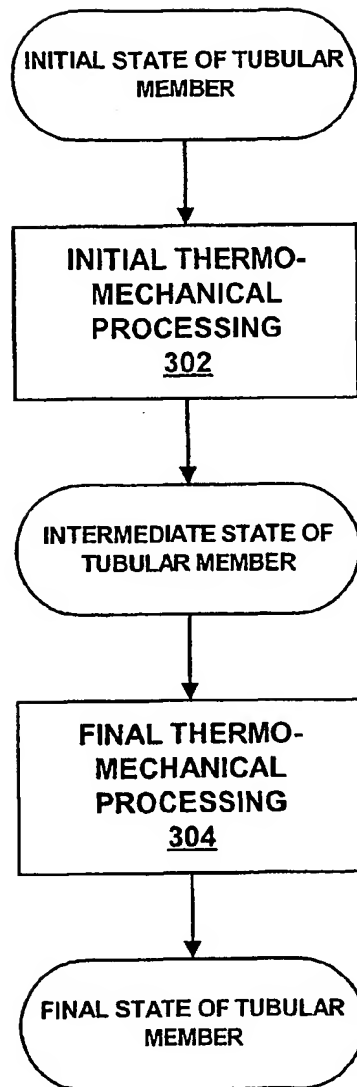 INITIAL STATE OF TUBULAR
MEMBER
INITIAL THERMO-
MECHANICAL
PROCESSING
302
INTERMEDIATE STATE OF
TUBULAR MEMBER
FINAL THERMO-
MECHANICAL
PROCESSING
304
FINAL STATE OF TUBULAR
MEMBER